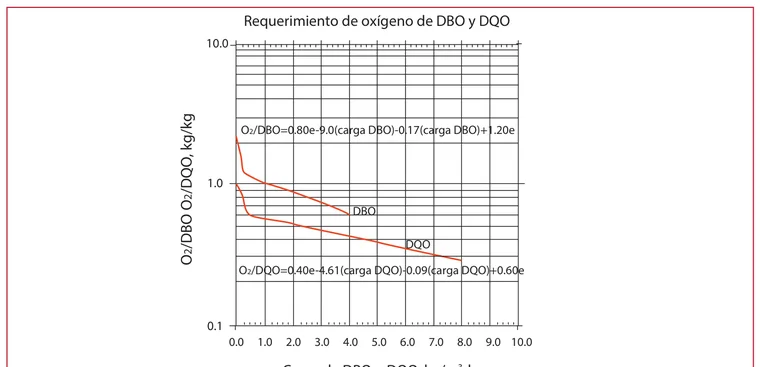 Requerimiento de oxígeno de DBO y DQO
10.0
O2/DBO=0.80e-9.0(carga DBO)-0.17(carga DBO)+1.20e
O2/DBO O2/DQO, kg/kg
1.0
DBO
DQO
O2/DQO=0.40e-4.61(carga DQO)-0.09(carga DQO)+0.60e
0.1
0.0 1.0 2.0 3.0 4.0 5.0 6.0 7.0 8.0 9.0 10.0